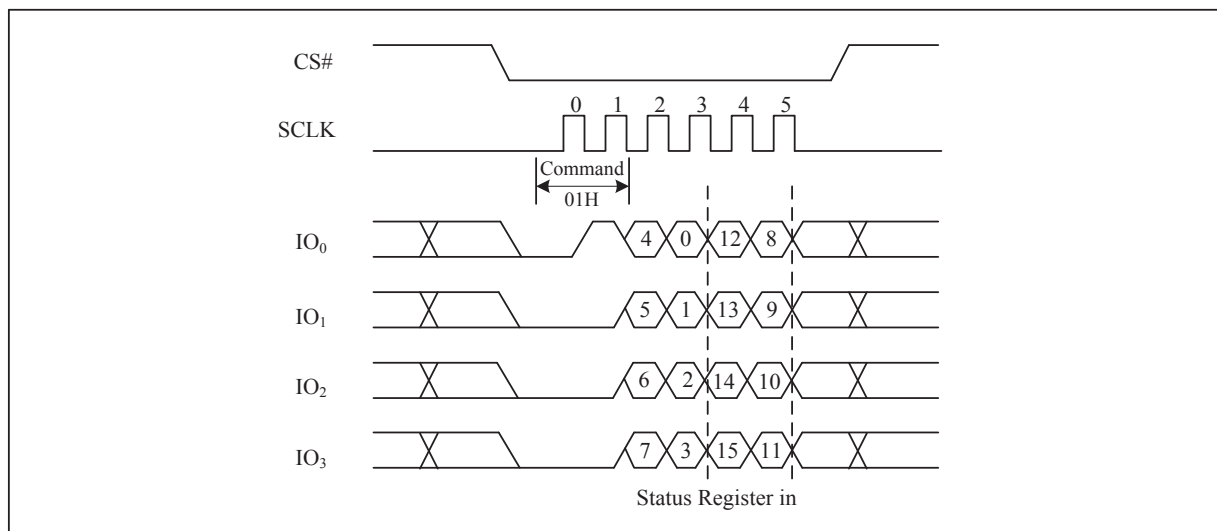 CS#
0 1 2 3 4 5
SCLK
Command
01H
IO0 4 0 12 8
IO1 5 1 13 9
IO2 6 2 14 10
IO3 7 3 15 11
Status Register in